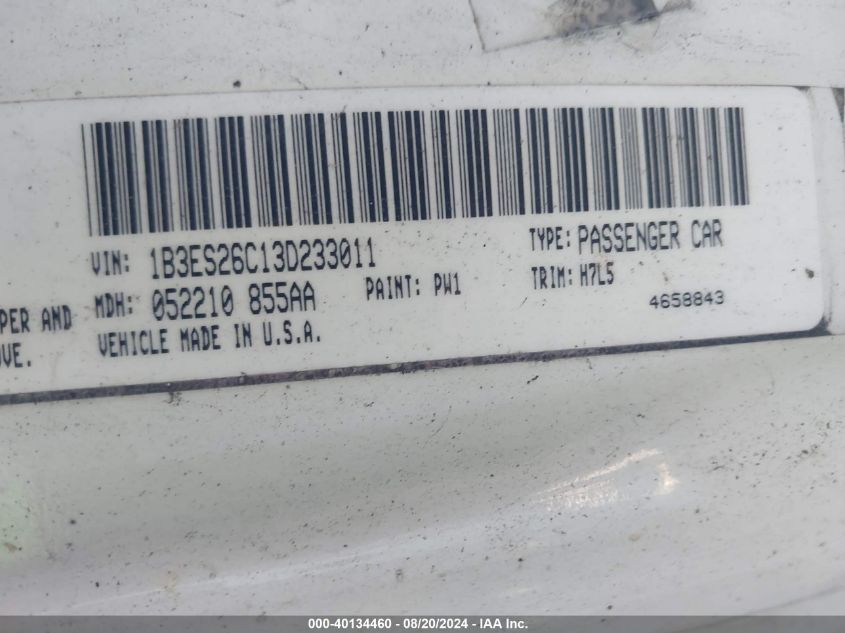 VIN: 1B3ES26C13D233011
TYPE: PASSENGER CAR
PER AND
MDH: 052210 855AA
PAINT: PW1
TRIM: H7L5
4658843
OVE.
VEHICLE MADE IN U.S.A.
000-40134460 - 08/20/2024 - IAA Inc.